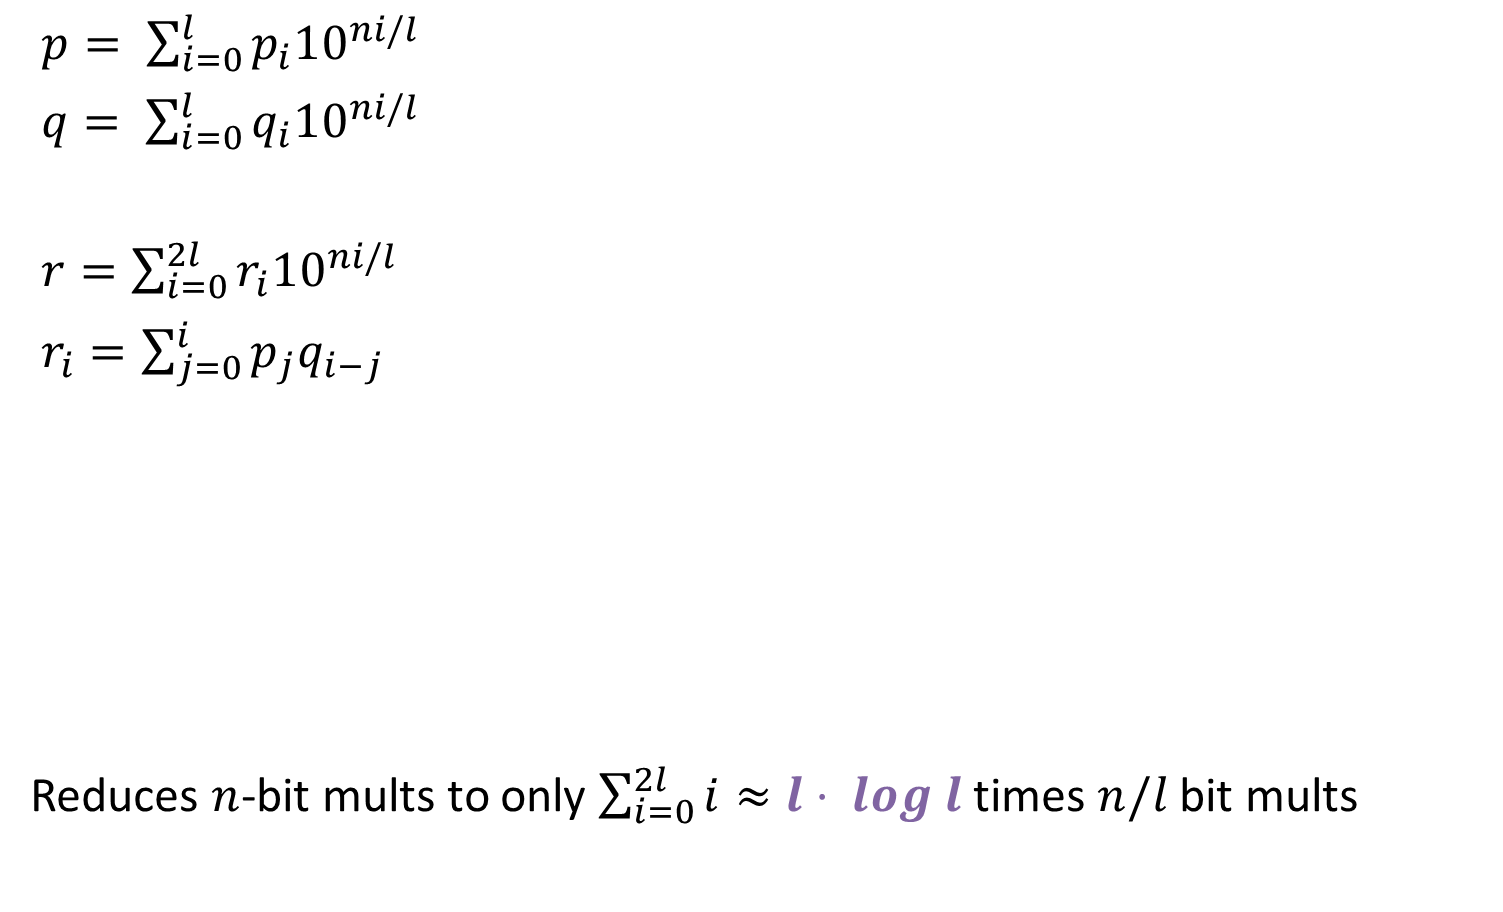 p = ∑_{i=0}^{l} p_i 10^{ni/l}
q = ∑_{i=0}^{l} q_i 10^{ni/l}
r = ∑_{i=0}^{2l} r_i 10^{ni/l}
r_i = ∑_{j=0}^{i} p_j q_{i−j}
Reduces n-bit mults to only ∑_{i=0}^{2l} i ≈ l · log l times n/l bit mults